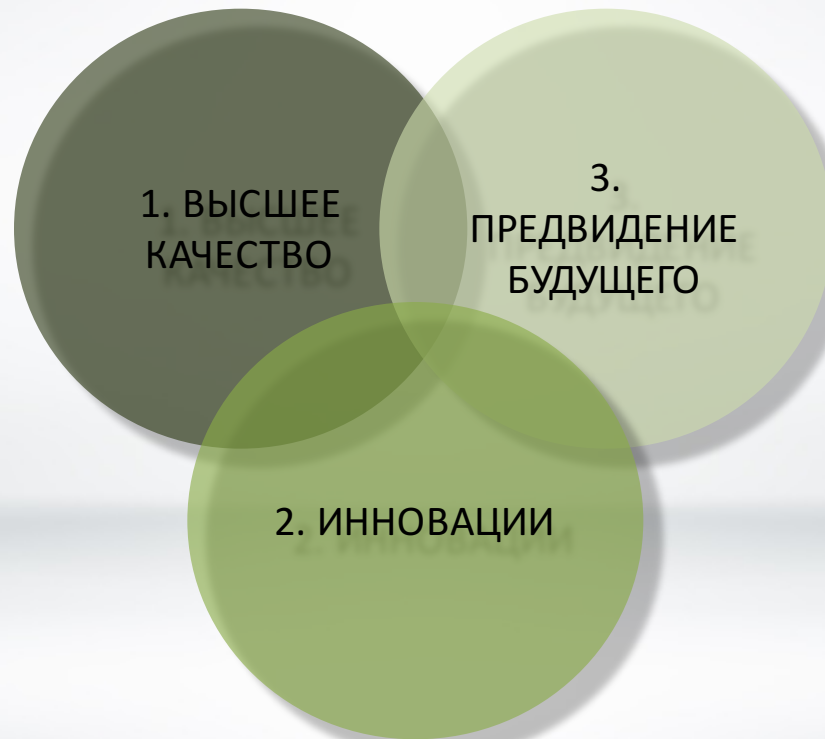 1. ВЫСШЕЕ
КАЧЕСТВО
3.
ПРЕДВИДЕНИЕ
БУДУЩЕГО
2. ИННОВАЦИИ